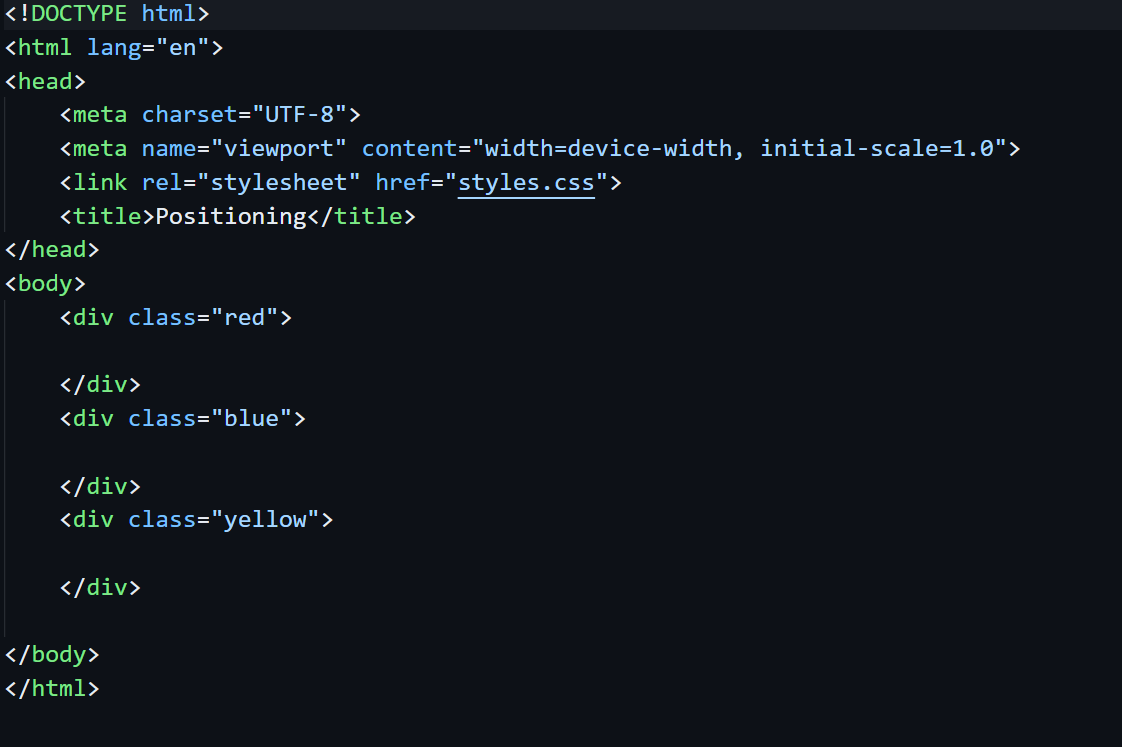 <!DOCTYPE html>
<html lang="en">
<head>
    <meta charset="UTF-8">
    <meta name="viewport" content="width=device-width, initial-scale=1.0">
    <link rel="stylesheet" href="styles.css">
    <title>Positioning</title>
</head>
<body>
    <div class="red">

    </div>
    <div class="blue">

    </div>
    <div class="yellow">

    </div>

</body>
</html>